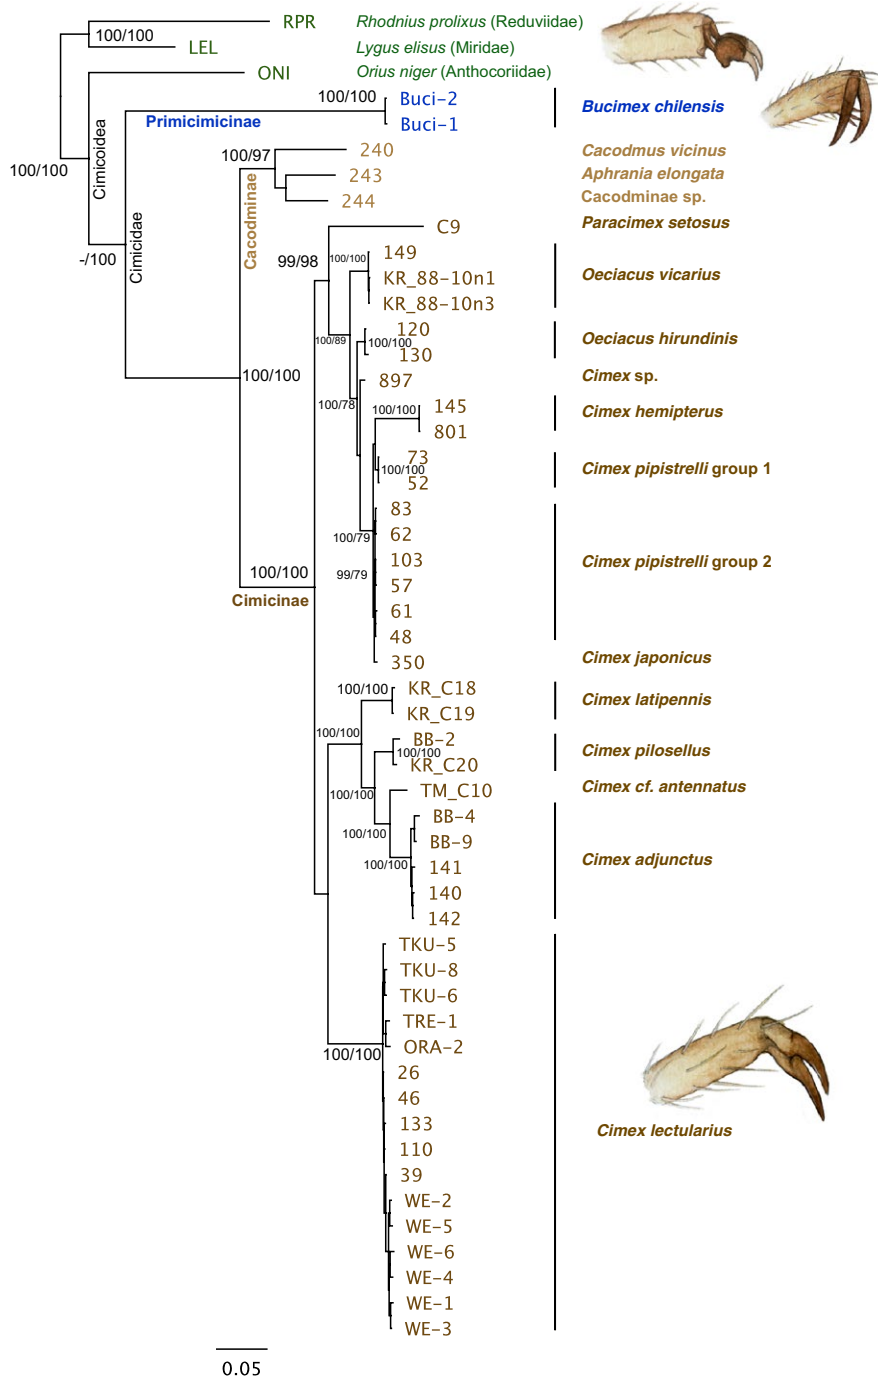 RPR Rhodnius prolixus (Reduviidae)
100/100
LEL Lygus elisus (Miridae)
ONI Orius niger (Anthocoriidae)
100/100
Cimicoidea
100/100 Buci-2
Bucimex chilensis
Primicimicinae Buci-1
-/100
Cimicidae
100/97 240 Cacodmus vicinus
243 Aphrania elongata
244 Cacodminae sp.
Cacodminae
C9 Paracimex setosus
99/98
100/100 149
KR_88-10n1 Oeciacus vicarius
KR_88-10n3
100/89
120
100/100 Oeciacus hirundinis
130
100/100
897 Cimex sp.
100/78
100/100 145
Cimex hemipterus
801
73
100/100 Cimex pipistrelli group 1
52
83
62
100/79
103 Cimex pipistrelli group 2
99/79
57
61
48
100/100
Cimicinae
350 Cimex japonicus
100/100 KR_C18
Cimex latipennis
KR_C19
100/100
BB-2
100/100 Cimex pilosellus
KR_C20
100/100
TM_C10 Cimex cf. antennatus
BB-4
100/100
BB-9
100/100
Cimex adjunctus
141
140
142
TKU-5
TKU-8
TKU-6
TRE-1
ORA-2
100/100
26
46
133
Cimex lectularius
110
39
WE-2
WE-5
WE-6
WE-4
WE-1
WE-3
0.05